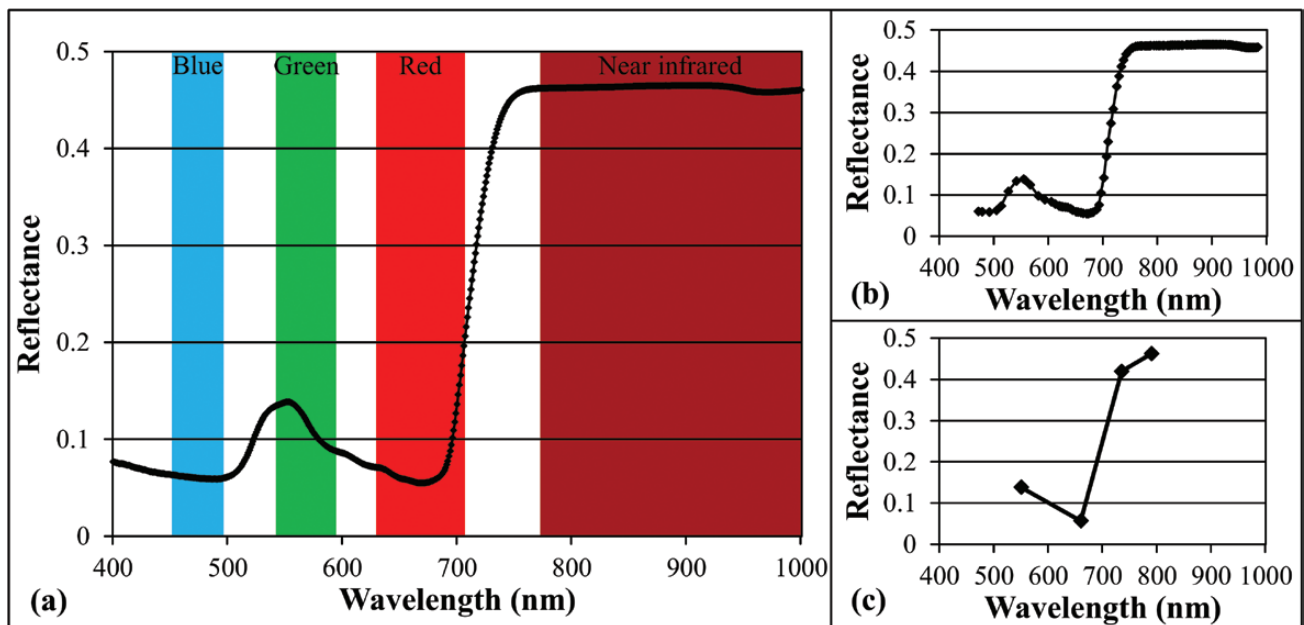 0.5
Blue
Green
Red
Near infrared
0.4
0.3
0.2
0.1
0
Reflectance
400 500 600 700 800 900 1000
(a)
Wavelength (nm)
0.5
0.4
0.3
0.2
0.1
0
Reflectance
400 500 600 700 800 900 1000
(b)
Wavelength (nm)
0.5
0.4
0.3
0.2
0.1
0
Reflectance
400 500 600 700 800 900 1000
(c)
Wavelength (nm)